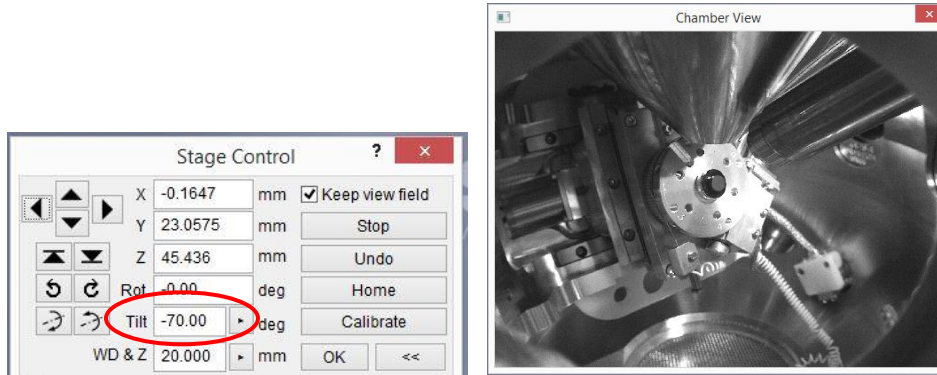 Stage Control ? ×
X -0.1647 mm Keep view field
Y 23.0575 mm Stop
Z 45.436 mm Undo
Rot -0.00 deg Home
Tilt -70.00 deg Calibrate
WD & Z 20.000 mm OK <<
Chamber View ×